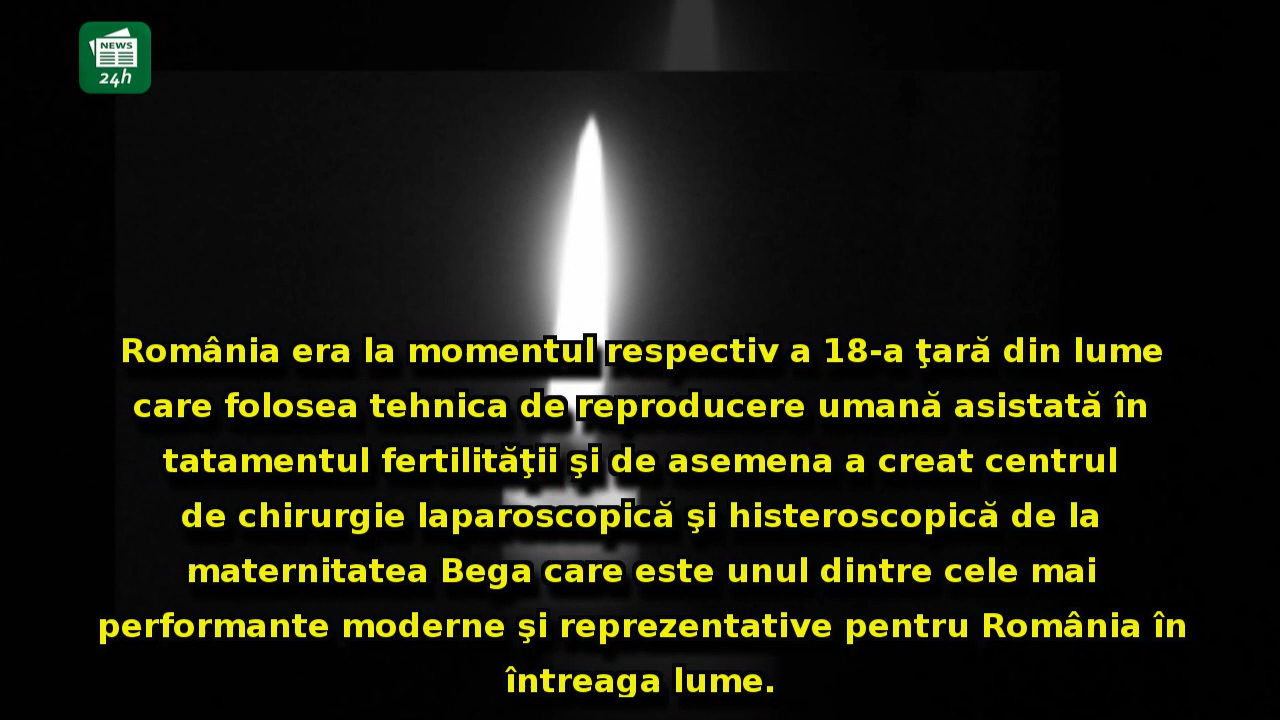 NEWS
24h
România era la momentul respectiv a 18-a ţară din lume
care folosea tehnica de reproducere umană asistată în
tatamentul fertilităţii şi de asemena a creat centrul
de chirurgie laparoscopică şi histeroscopică de la
maternitatea Bega care este unul dintre cele mai
performante moderne şi reprezentative pentru România în
întreaga lume.